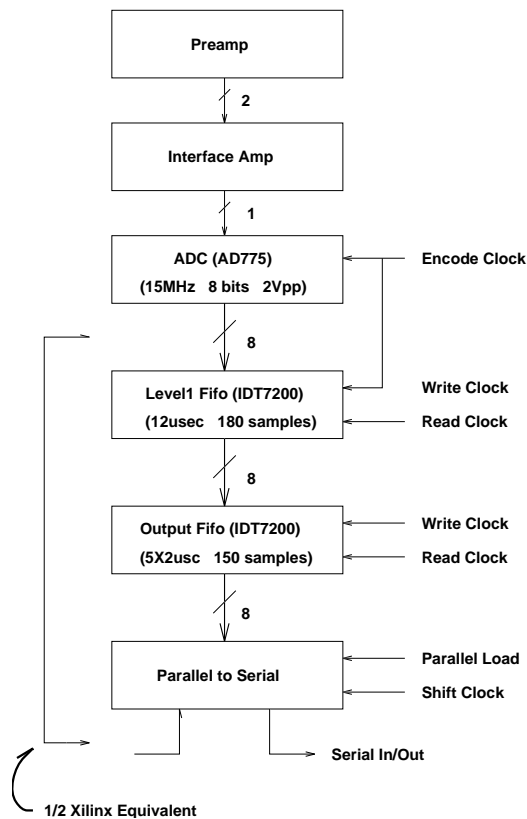 Preamp
2
Interface Amp
1
ADC (AD775)
(15MHz 8 bits 2Vpp)
Encode Clock
8
Level1 Fifo (IDT7200)
(12usec 180 samples)
Write Clock
Read Clock
8
Output Fifo (IDT7200)
(5X2usc 150 samples)
Write Clock
Read Clock
8
Parallel to Serial
Parallel Load
Shift Clock
Serial In/Out
1/2 Xilinx Equivalent